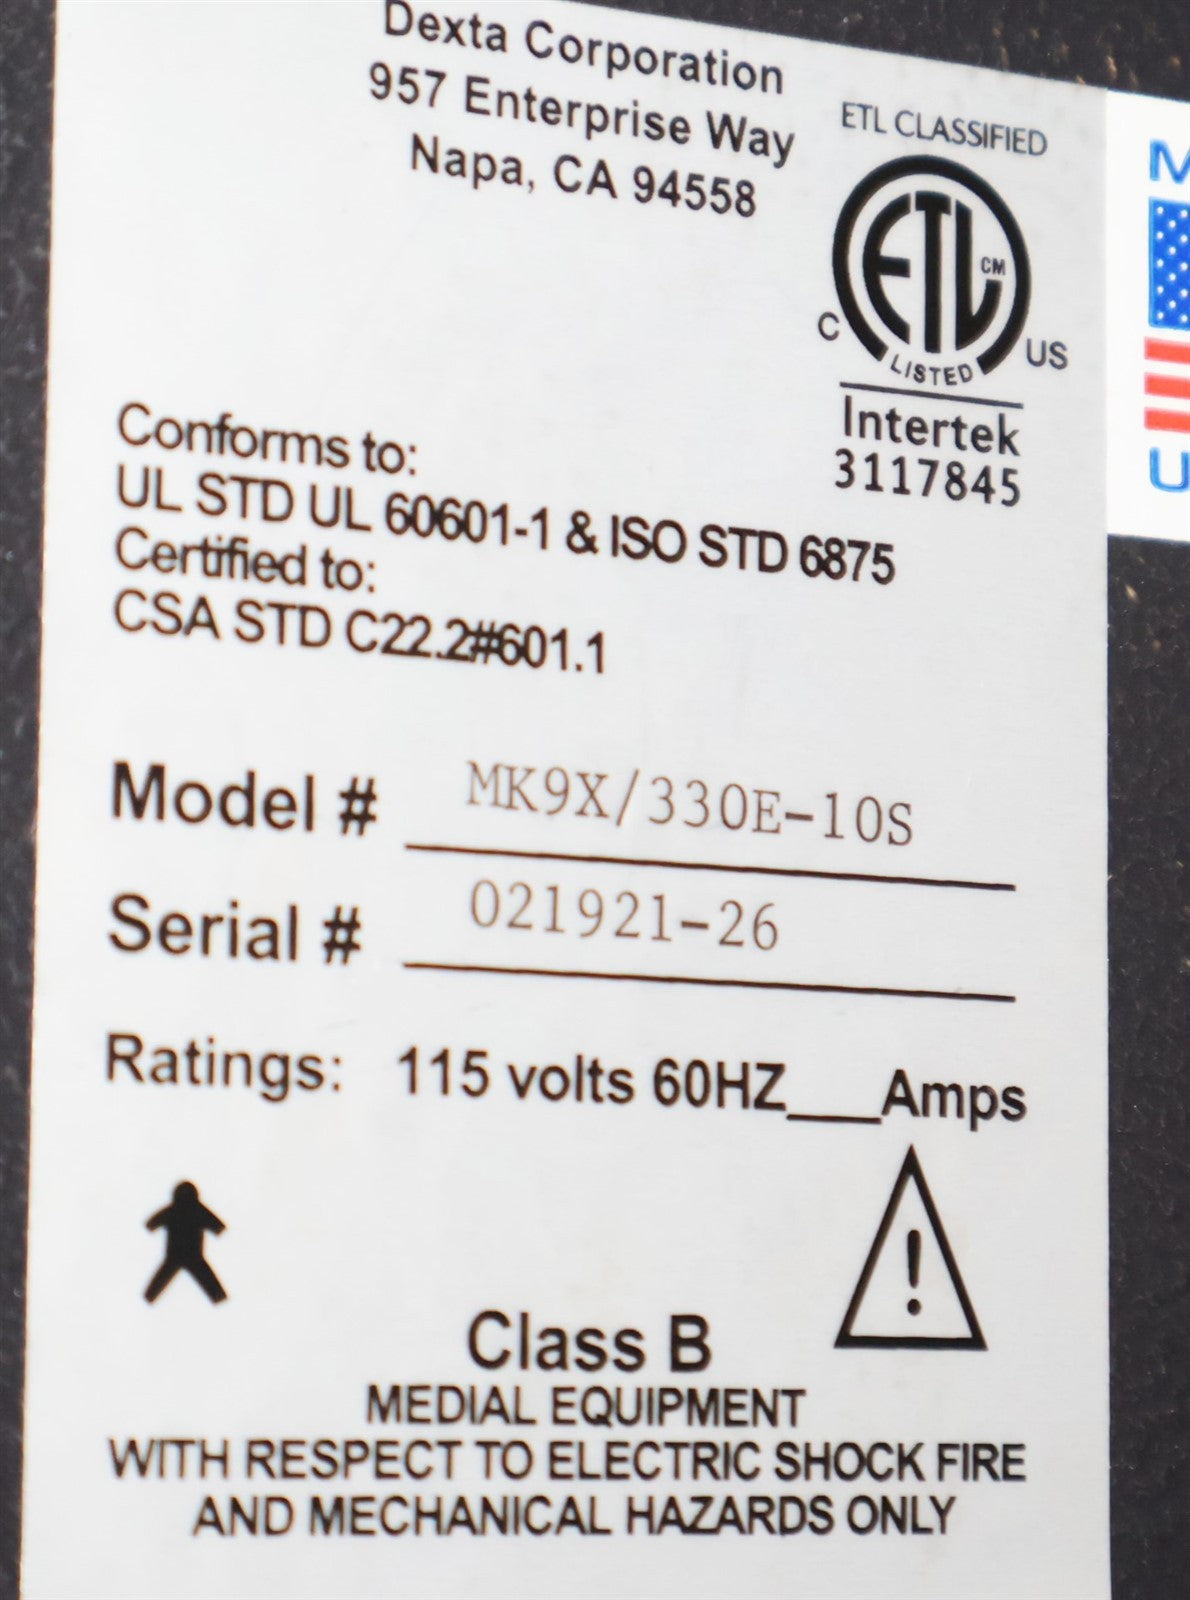 Dexta Corporation
957 Enterprise Way
Napa, CA 94558
ETL CLASSIFIED
ETL CM
C
US
LISTED
Intertek
3117845
Conforms to:
UL STD UL 60601-1 & ISO STD 6875
Certified to:
CSA STD C22.2#601.1
Model # MK9X/330E-10S
Serial # 021921-26
Ratings: 115 volts 60HZ___Amps
!
Class B
MEDIAL EQUIPMENT
WITH RESPECT TO ELECTRIC SHOCK FIRE
AND MECHANICAL HAZARDS ONLY